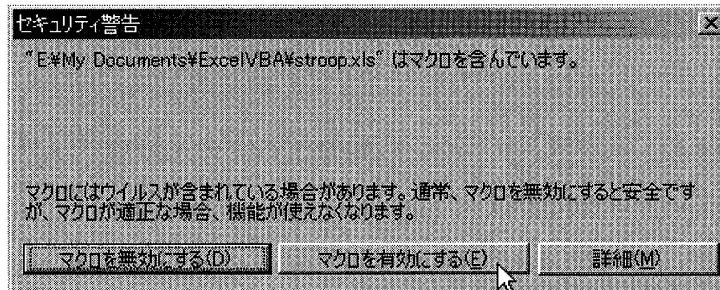 セキュリティ警告
"E:¥My Documents¥ExcelVBA¥stroop.xls" はマクロを含んでいます。
マクロにはウイルスが含まれている場合があります。通常、マクロを無効にすると安全です
が、マクロが適正な場合、機能が使えなくなります。
マクロを無効にする(D) マクロを有効にする(E) 詳細(M)